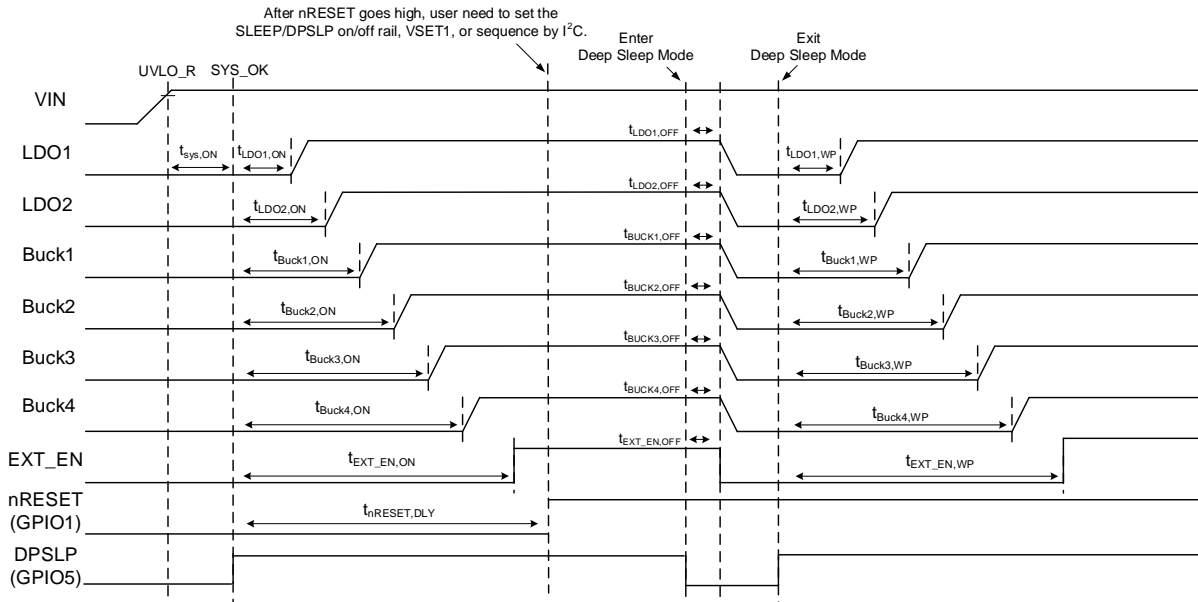 After nRESET goes high, user need to set the
SLEEP/DPSLP on/off rail, VSET1, or sequence by I²C.
Enter
Deep Sleep Mode
Exit
Deep Sleep Mode
UVLO_R SYS_OK
VIN
LDO1 tsys,ON tLDO1,ON tLDO1,OFF tLDO1,WP
LDO2 tLDO2,ON tLDO2,OFF tLDO2,WP
Buck1 tBuck1,ON tBUCK1,OFF tBuck1,WP
Buck2 tBuck2,ON tBUCK2,OFF tBuck2,WP
Buck3 tBuck3,ON tBUCK3,OFF tBuck3,WP
Buck4 tBuck4,ON tBUCK4,OFF tBuck4,WP
EXT_EN tEXT_EN,ON tEXT_EN,OFF tEXT_EN,WP
nRESET
(GPIO1) tnRESET,DLY
DPSLP
(GPIO5)